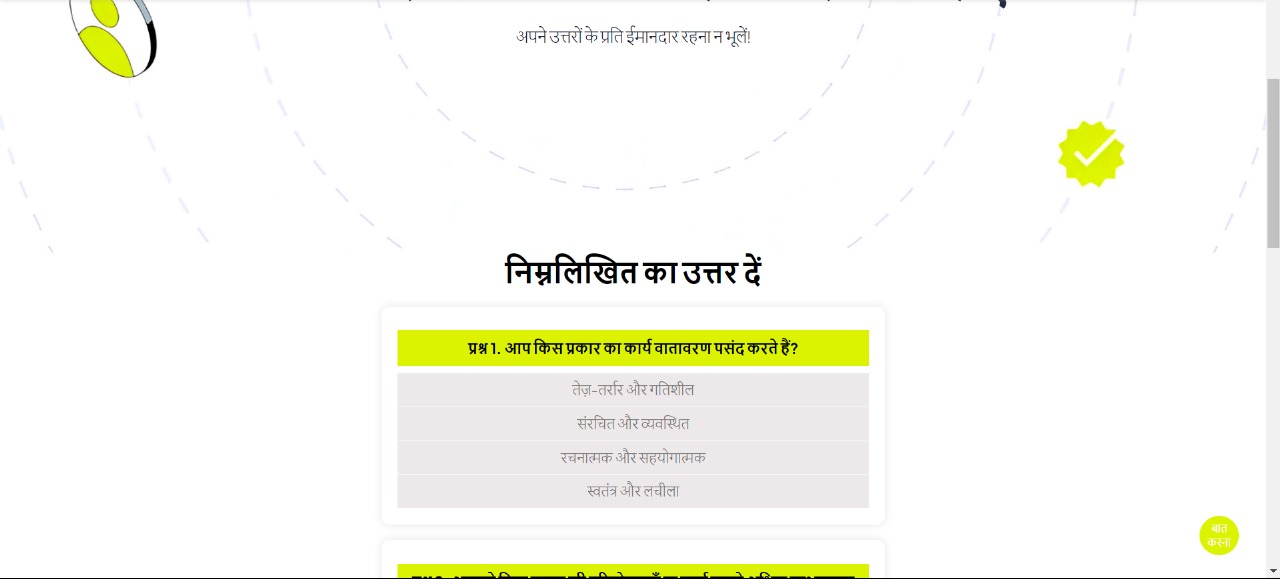 अपने उत्तरों के प्रति ईमानदार रहना न भूलें!
निम्नलिखित का उत्तर दें
प्रश्न 1. आप किस प्रकार का कार्य वातावरण पसंद करते हैं?
तेज़-तर्रार और गतिशील
संरचित और व्यवस्थित
रचनात्मक और सहयोगात्मक
स्वतंत्र और लचीला
बात
करना